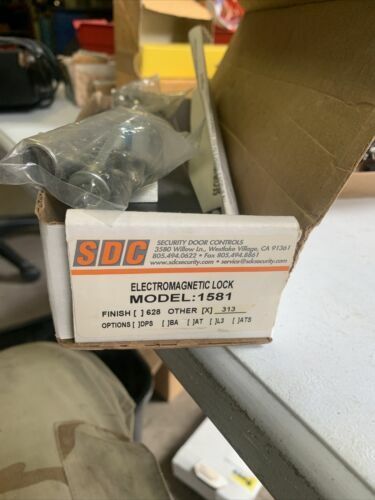 SDC
SECURITY DOOR CONTROLS
3580 Willow Ln., Westlake Village, CA 91361
805.494.0622 • Fax 805.494.8861
www.sdcsecurity.com • service@sdcsecurity.com
ELECTROMAGNETIC LOCK
MODEL:1581
FINISH [ ] 628 OTHER [X] 313
OPTIONS [ ]DPS [ ]BA [ ]AT [ ]L3 [ ]ATS